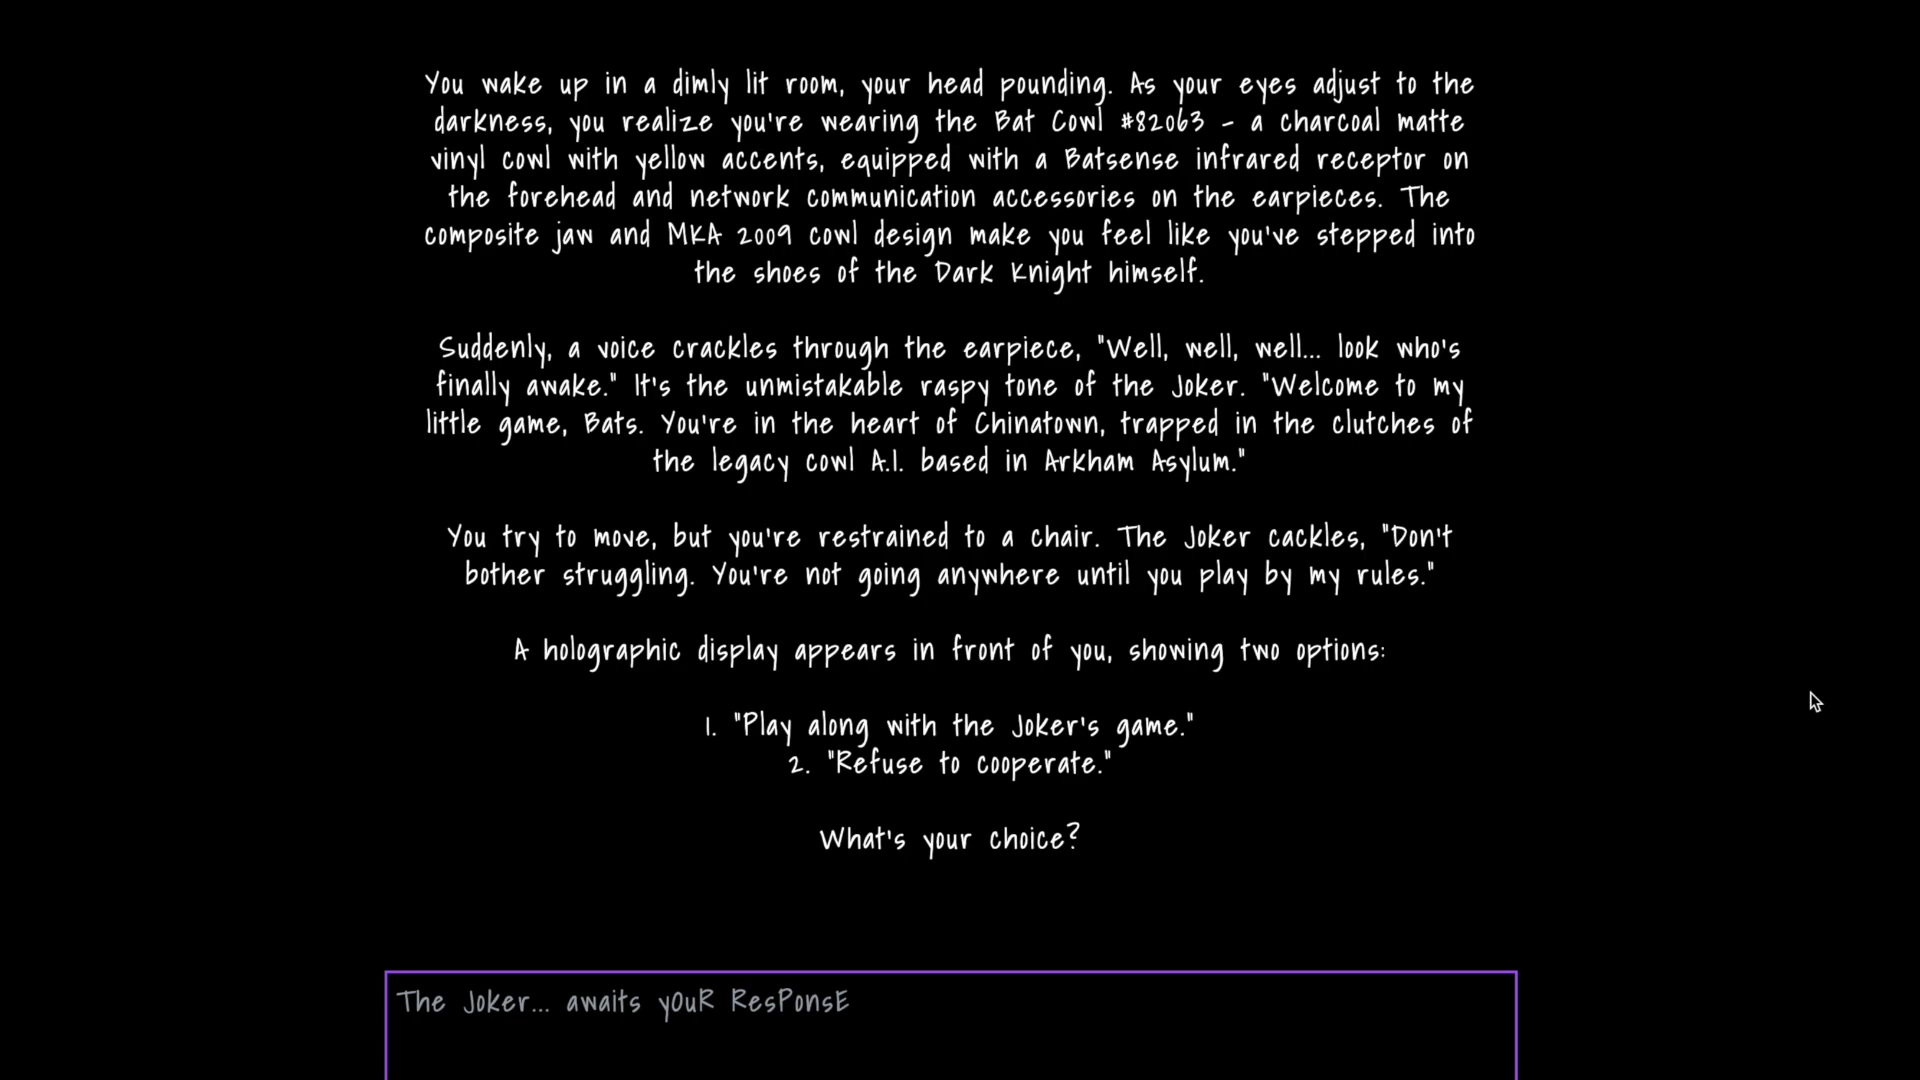 You wake up in a dimly lit room, your head pounding. As your eyes adjust to the
darkness, you realize you're wearing the Bat Cowl #82063 - a charcoal matte
vinyl cowl with yellow accents, equipped with a Batsense infrared receptor on
the forehead and network communication accessories on the earpieces. The
composite jaw and MKA 2009 cowl design make you feel like you've stepped into
the shoes of the Dark Knight himself.
Suddenly, a voice crackles through the earpiece, "Well, well, well... look who's
finally awake." It's the unmistakable raspy tone of the Joker. "Welcome to my
little game, Bats. You're in the heart of Chinatown, trapped in the clutches of
the legacy cowl A.I. based in Arkham Asylum."
You try to move, but you're restrained to a chair. The Joker cackles, "Don't
bother struggling. You're not going anywhere until you play by my rules."
A holographic display appears in front of you, showing two options:
1. "Play along with the Joker's game."
2. "Refuse to cooperate."
What's your choice?
The Joker... awaits yOuR ResPonsE